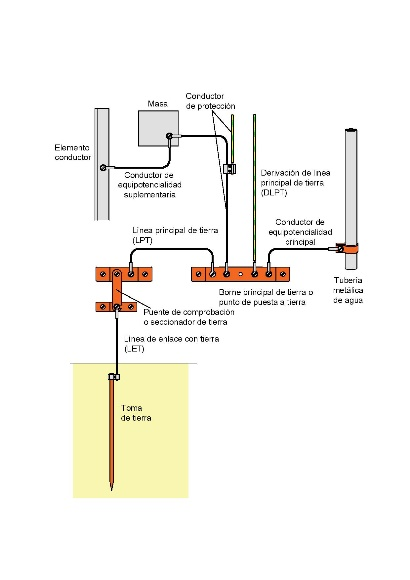 Conductor
de protección
Masa
Elemento
conductor
Conductor de
equipotencialidad
suplementaria
Derivación de linea
principal de tierra
(DLPT)
Línea principal de tierra
(LPT)
Conductor de
equipotencialidad
principal
Tubería
metálica
de agua
Borne principal de tierra o
punto de puesta a tierra
Puente de comprobación
o seccionador de tierra
Línea de enlace con tierra
(LET)
Toma
de tierra